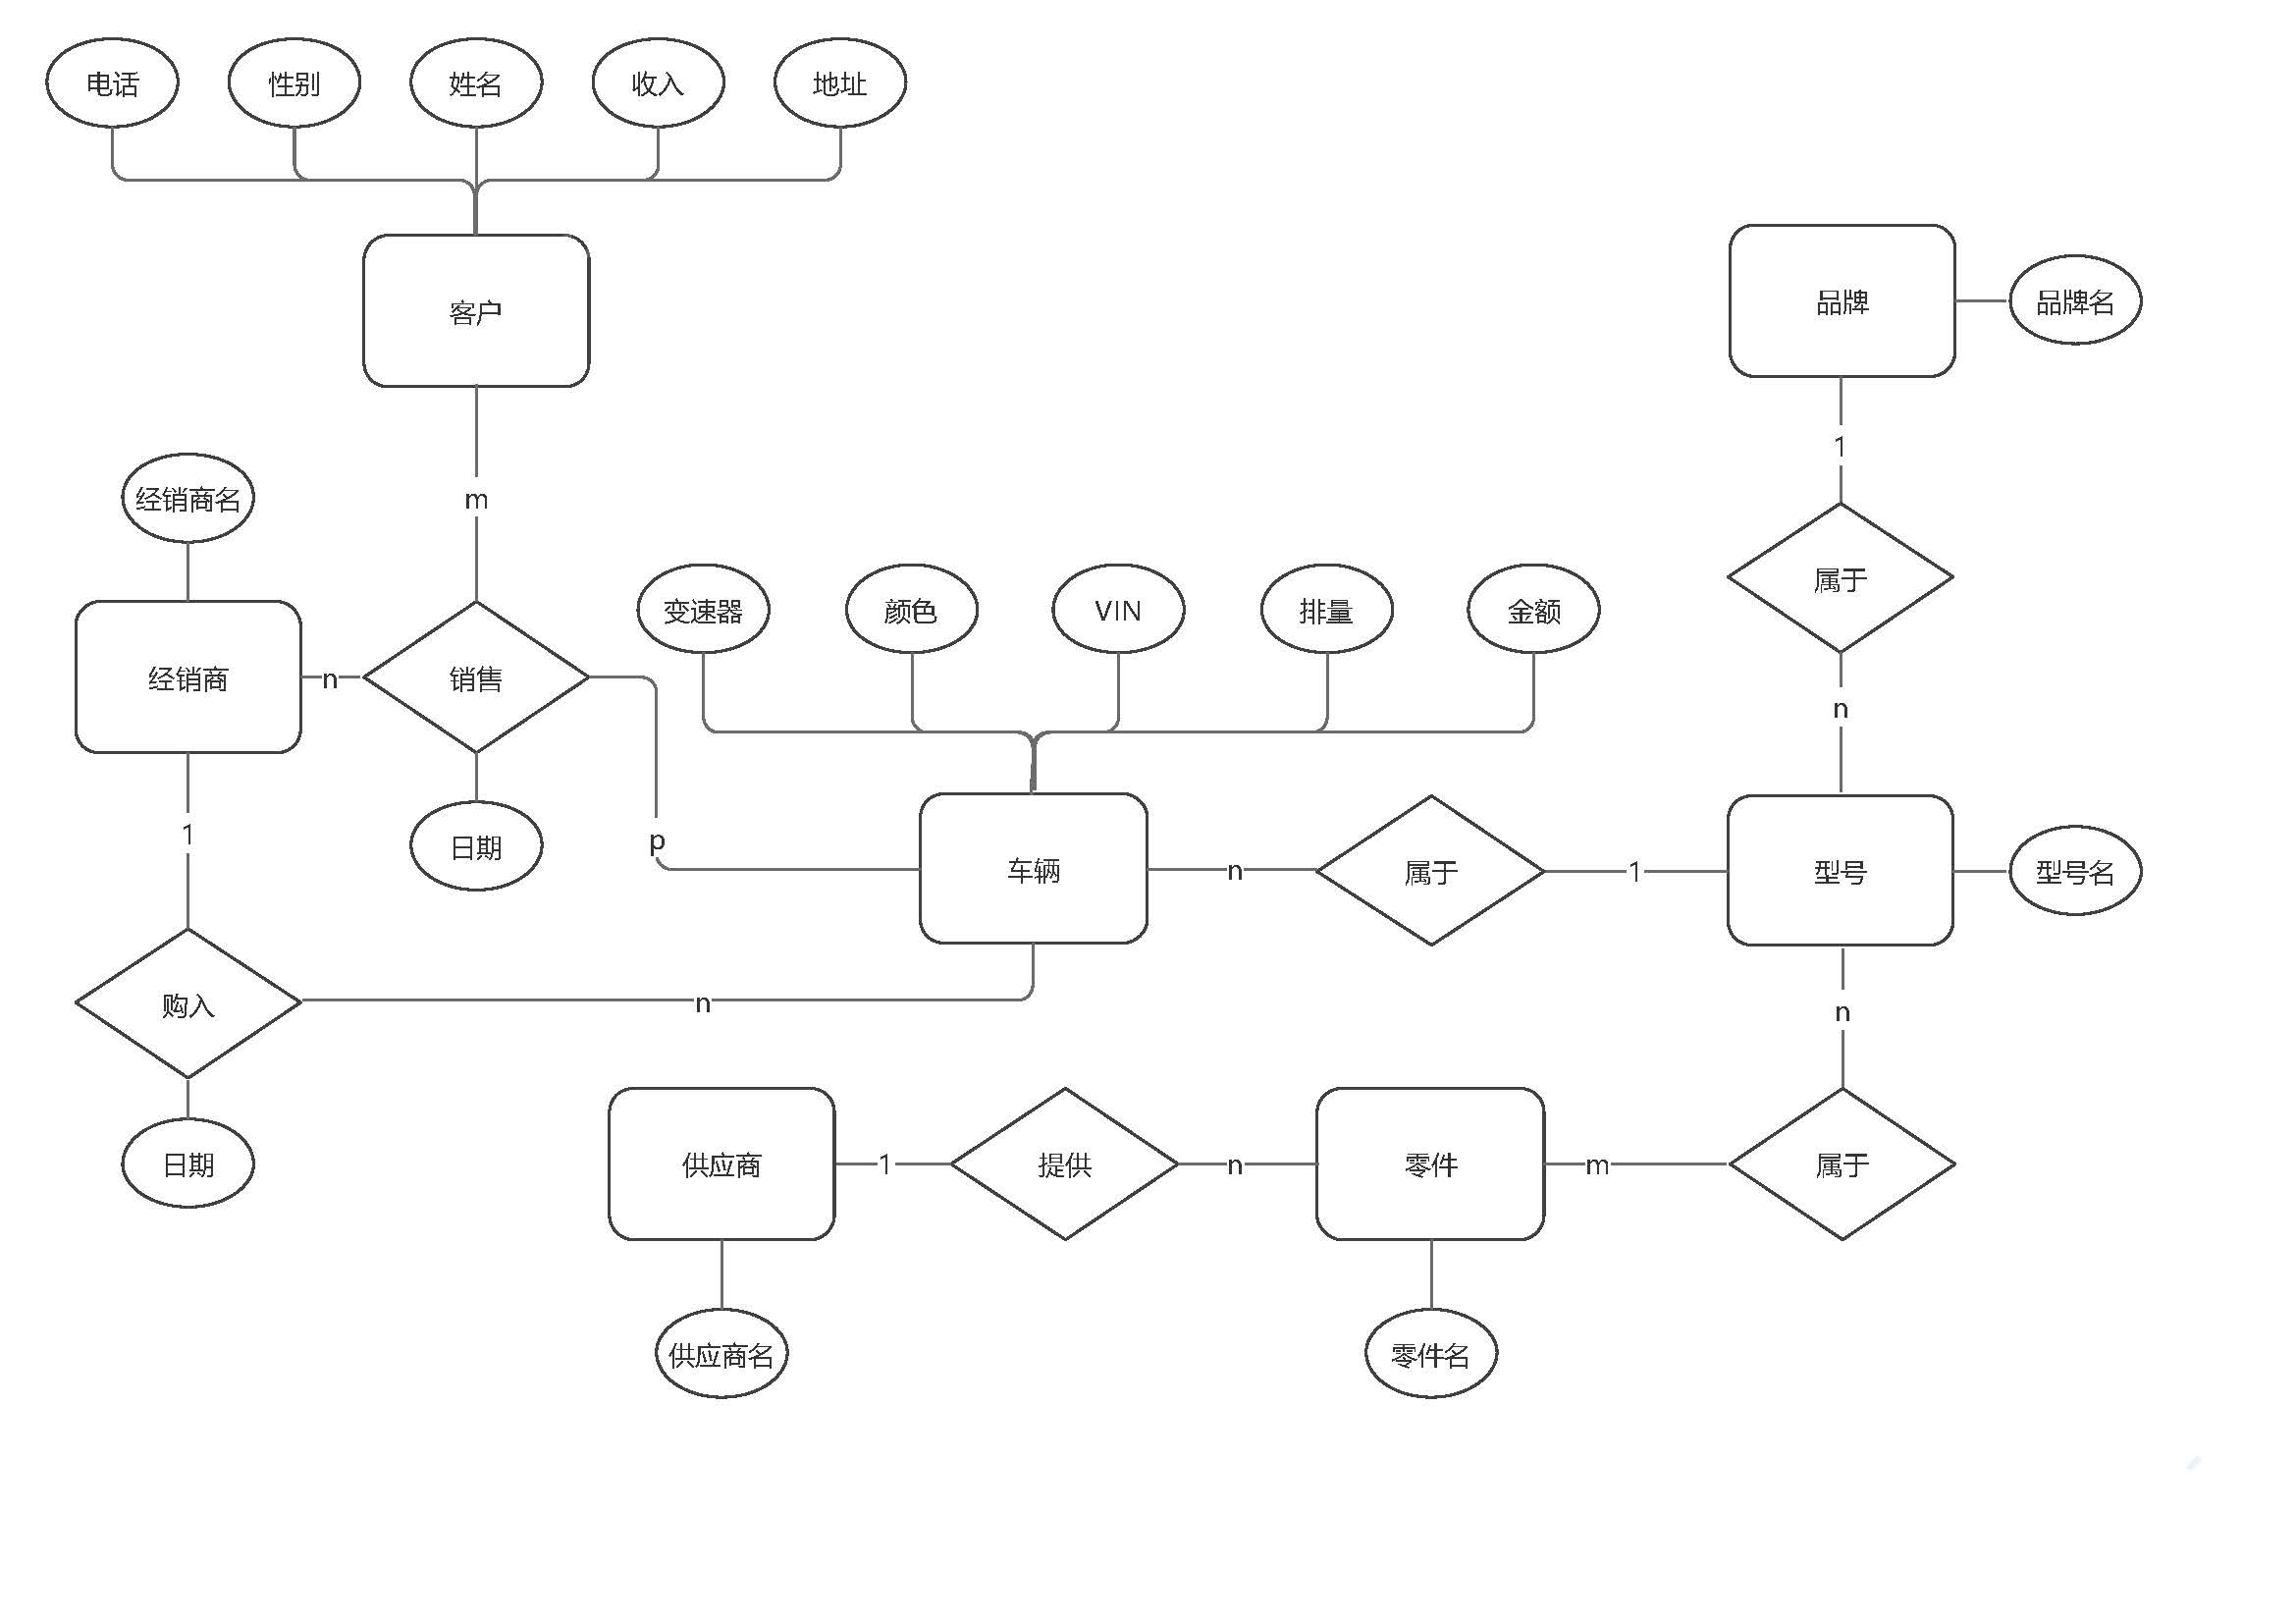 电话
性别
姓名
收入
地址
客户
品牌
品牌名
1
m
经销商名
属于
变速器
颜色
VIN
排量
金额
经销商
n
销售
n
1
日期
p
车辆
n
属于
1
型号
型号名
购入
n
n
日期
供应商
1
提供
n
零件
m
属于
供应商名
零件名